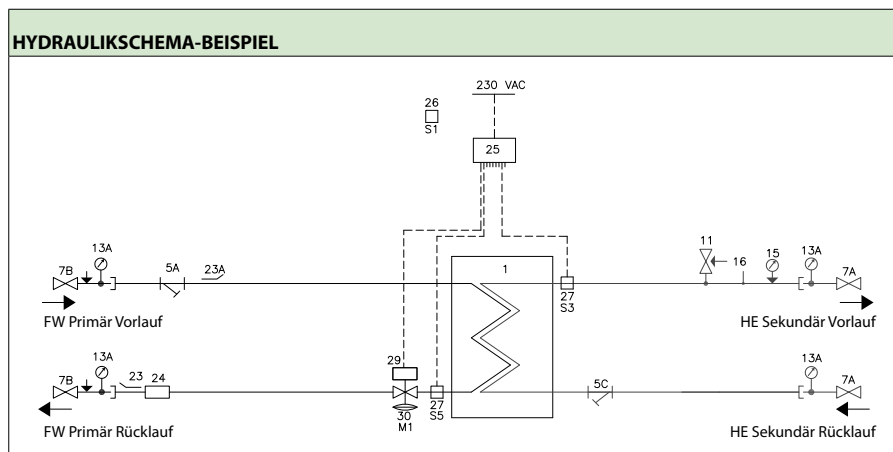 HYDRAULIKSCHEMA-BEISPIEL
230 VAC
26
S1
25
13A
7B
5A
23A
1
27
S3
11
16
15
13A
7A
FW Primär Vorlauf
HE Sekundär Vorlauf
13A
7B
23
24
29
30
M1
27
S5
5C
13A
7A
FW Primär Rücklauf
HE Sekundär Rücklauf